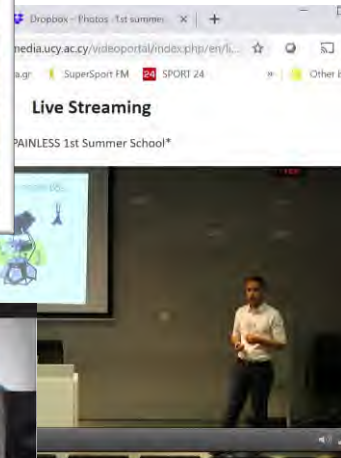 Dropbox - Photos - 1st summer
media.ucy.ac.cy/videoportal/index.php/en/li...
a.gr SuperSport FM 24 SPORT 24 » Other b
Live Streaming
PAINLESS 1st Summer School*